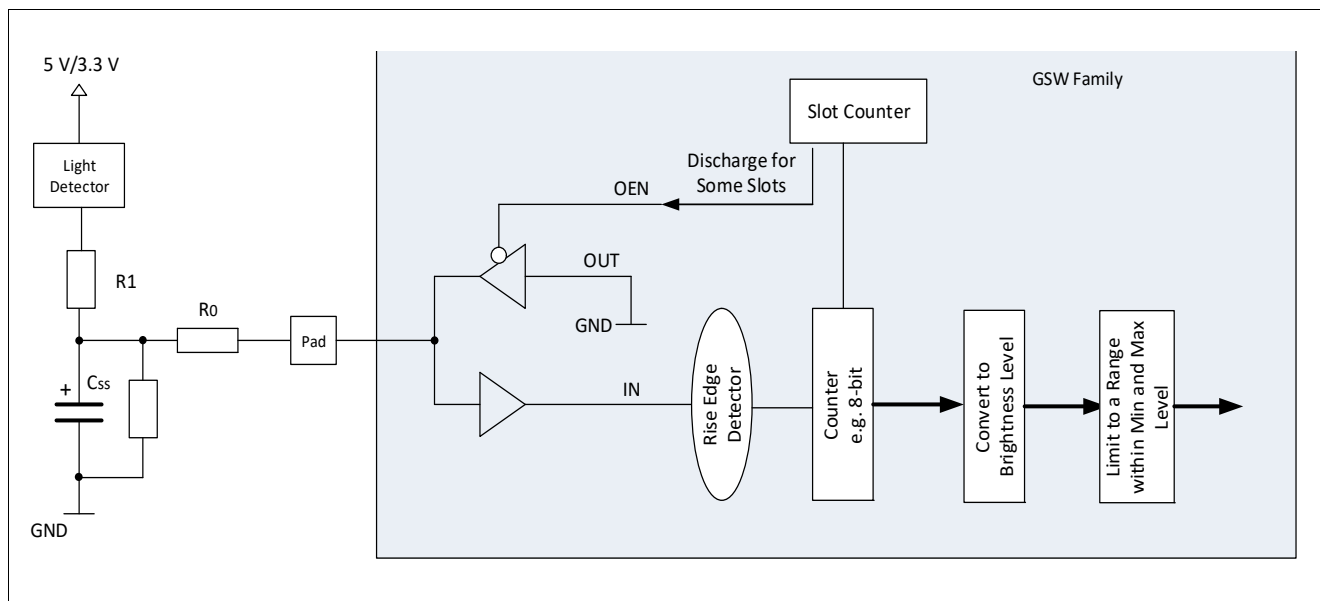 5 V/3.3 V
GSW Family
Slot Counter
Light
Detector
Discharge for
Some Slots
OEN
R1
OUT
R0
GND
Pad
+
Css
IN
Rise Edge
Detector
Counter
e.g. 8-bit
Convert to
Brightness Level
Limit to a Range
within Min and Max
Level
GND